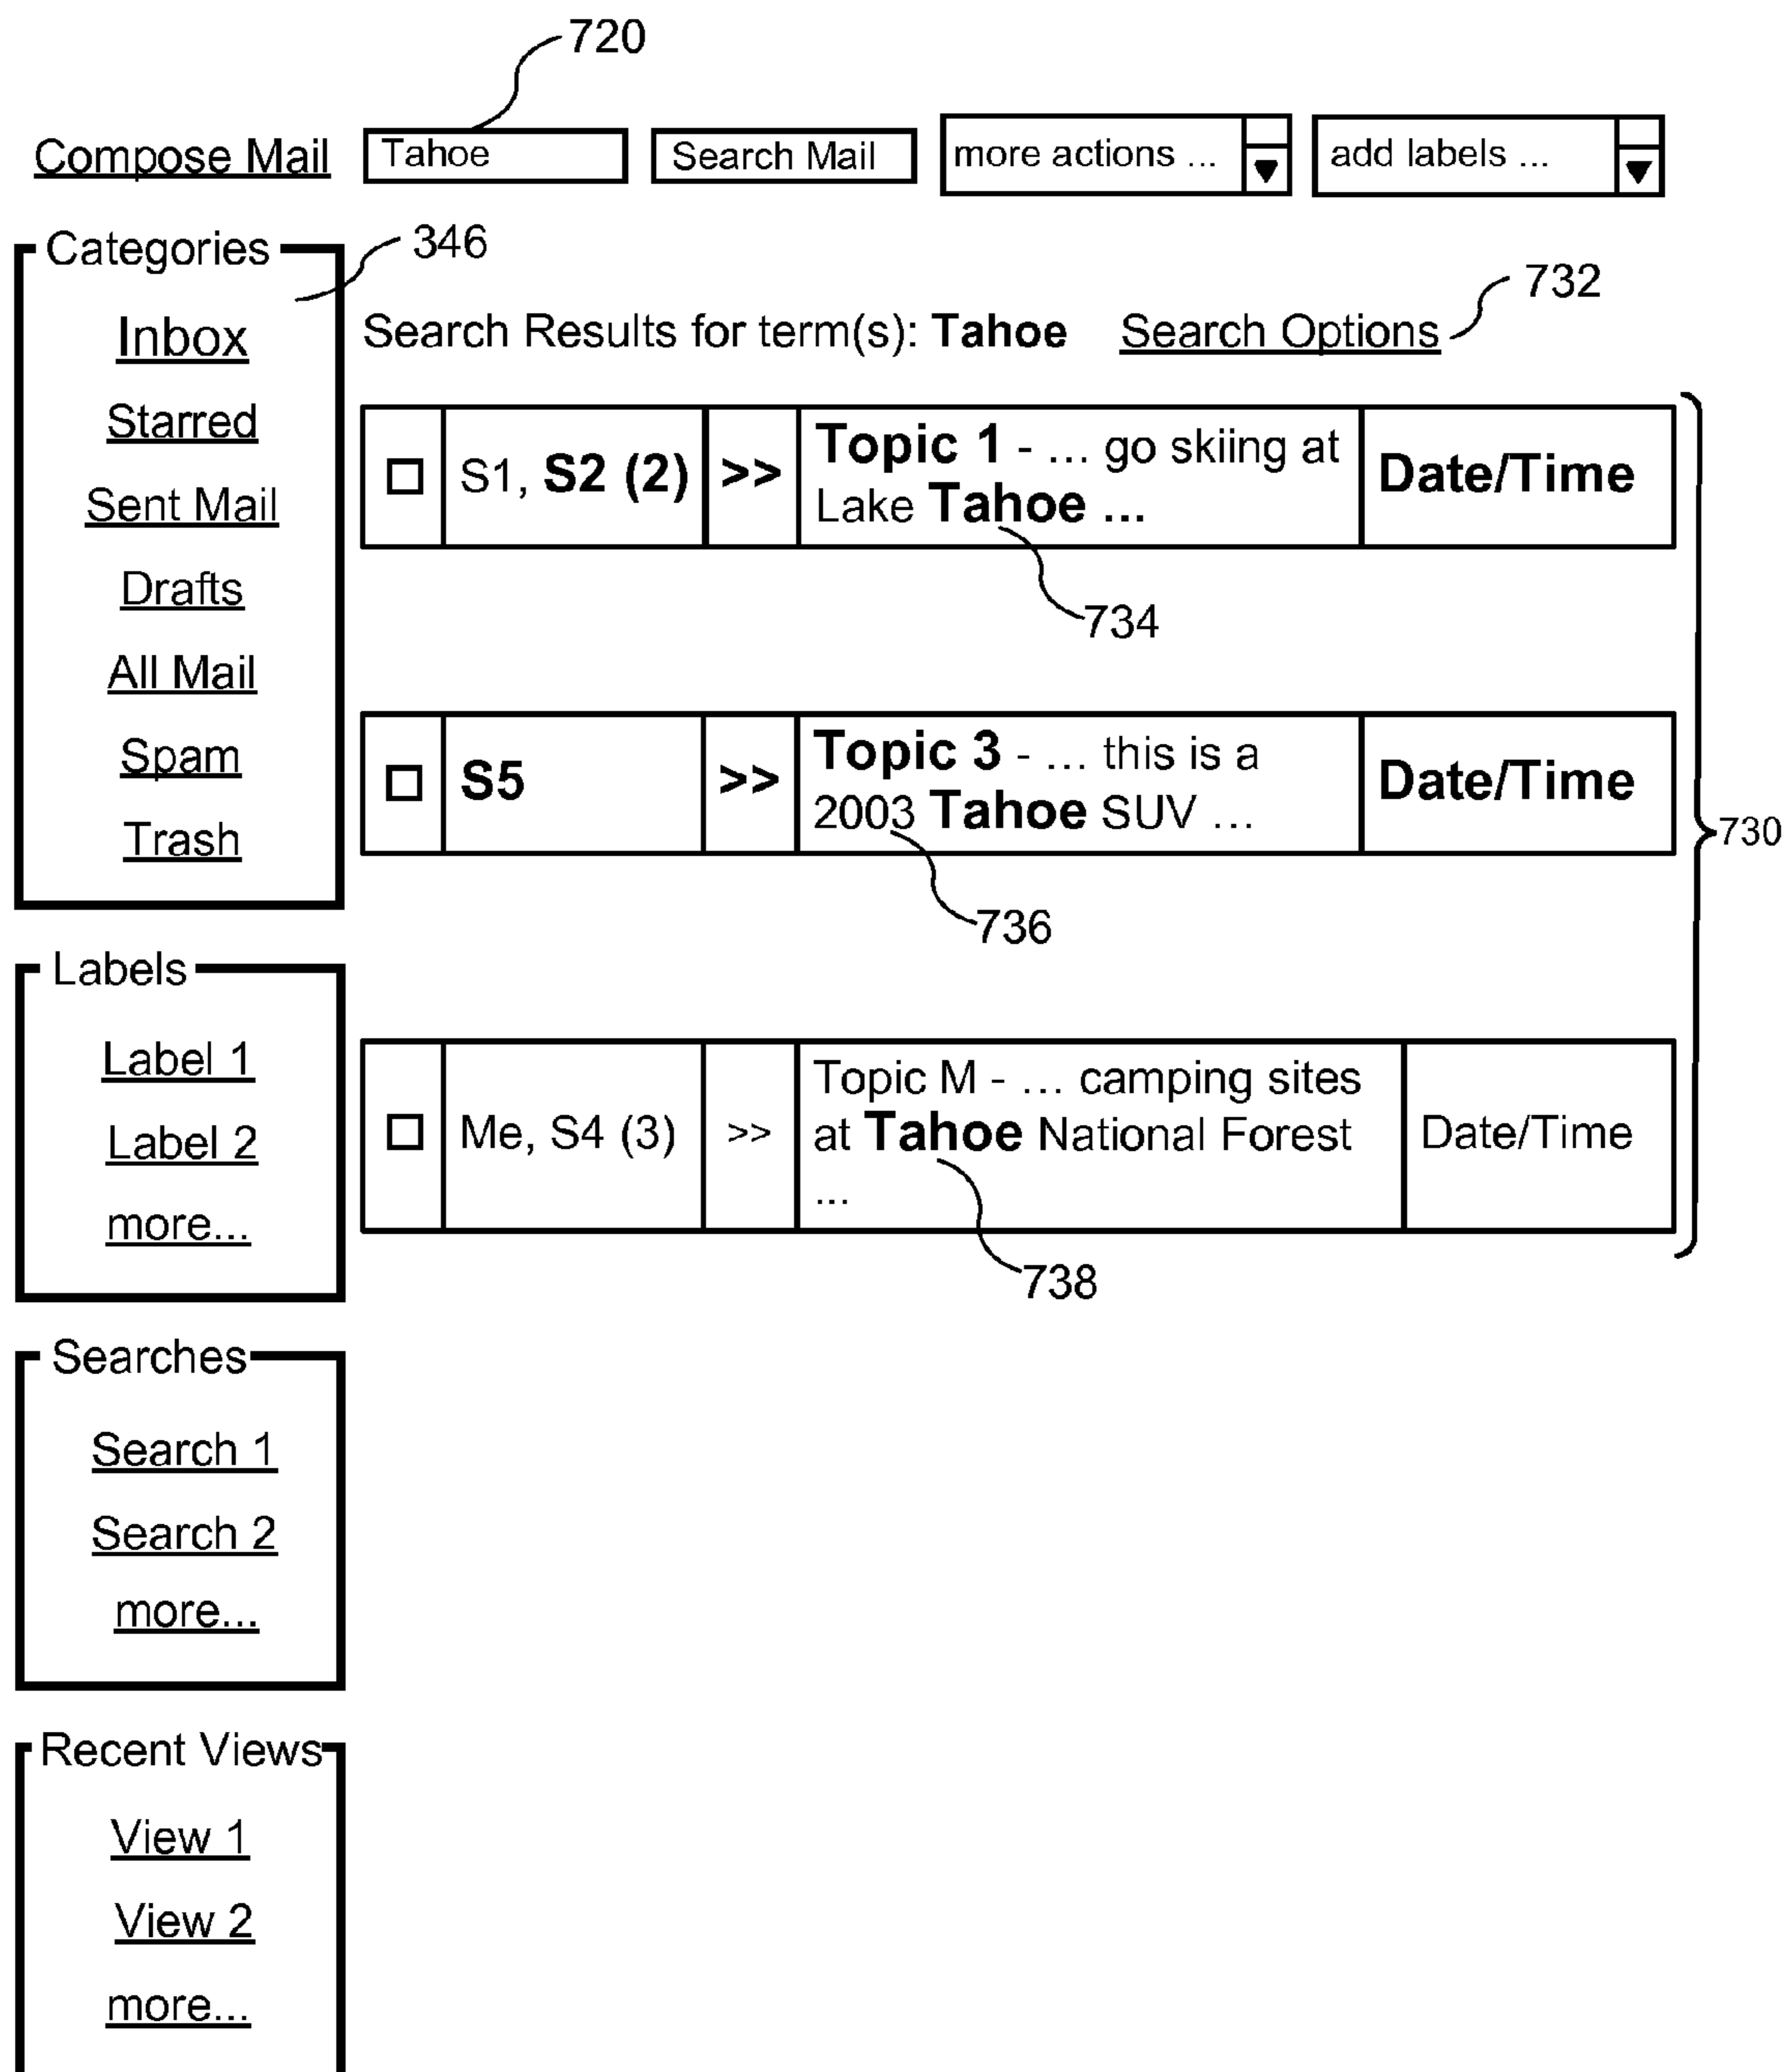 720
Compose Mail Tahoe Search Mail more actions ... add labels ...
Categories
346
Inbox
Starred
Sent Mail
Drafts
All Mail
Spam
Trash
Labels
Label 1
Label 2
more...
Searches
Search 1
Search 2
more...
Recent Views
View 1
View 2
more...
732
Search Results for term(s): Tahoe Search Options
S1, S2 (2) >> Topic 1 - ... go skiing at
Lake Tahoe ...
Date/Time
734
S5 >> Topic 3 - ... this is a
2003 Tahoe SUV ...
Date/Time
730
736
Me, S4 (3) >> Topic M - ... camping sites
at Tahoe National Forest
...
Date/Time
738